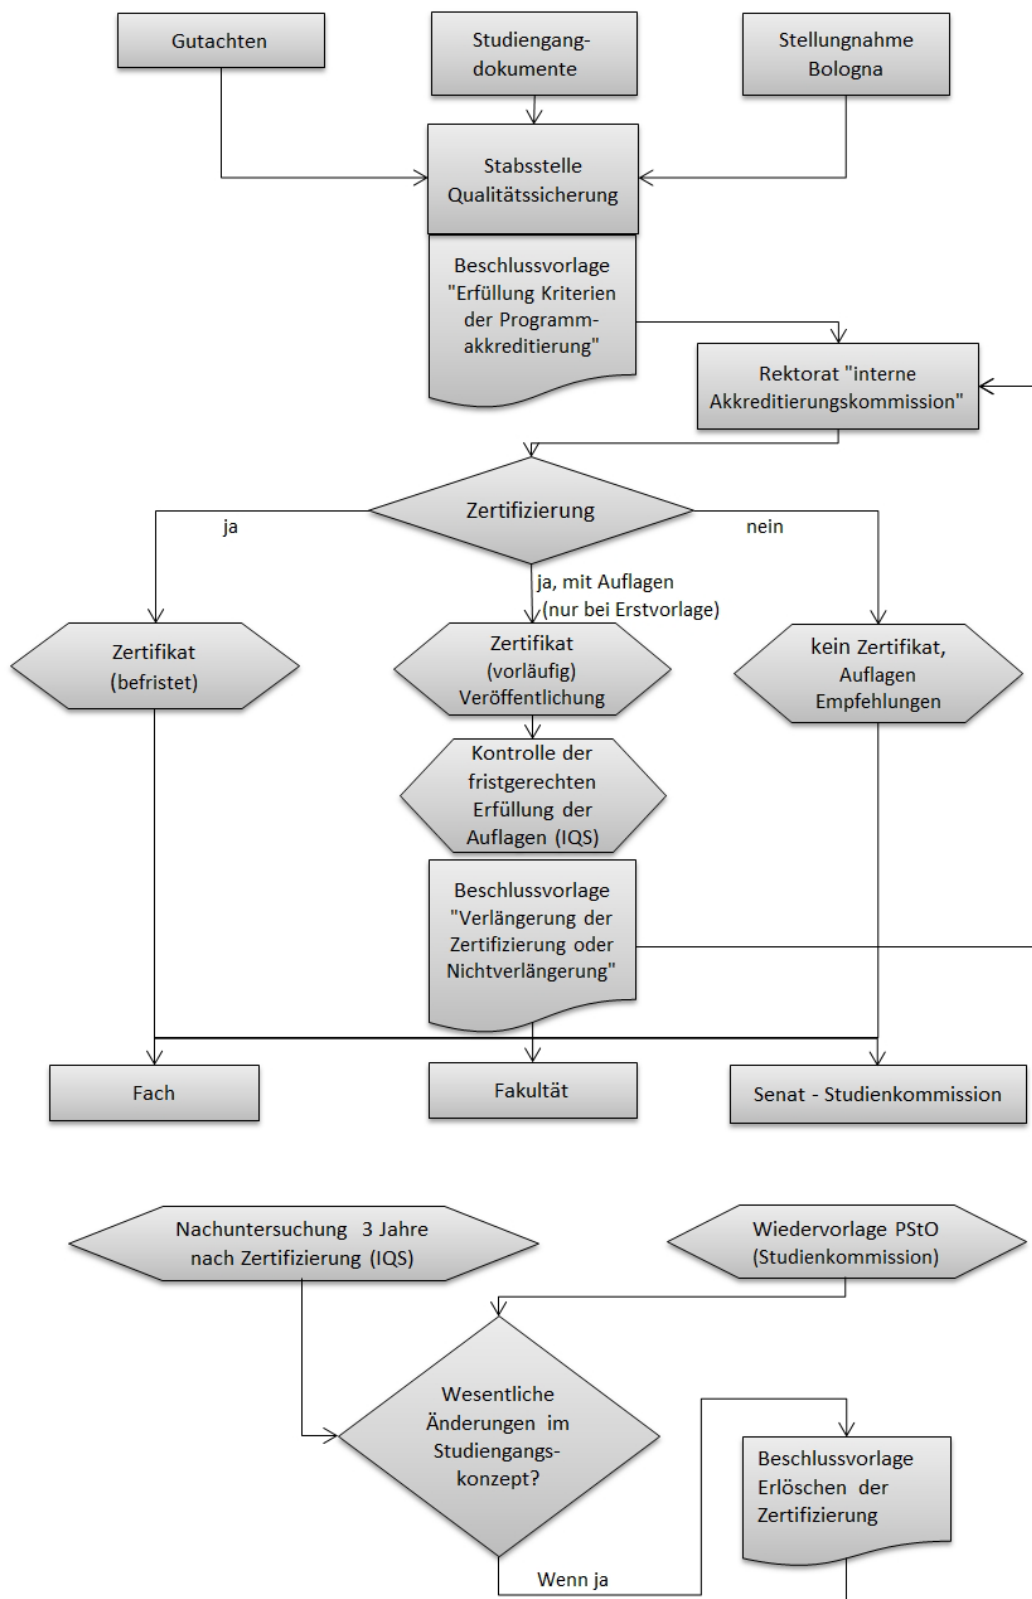 Gutachten
Studiengang-
dokumente
Stellungnahme
Bologna
Stabsstelle
Qualitätssicherung
Beschlussvorlage
"Erfüllung Kriterien
der Programm-
akkreditierung"
Rektorat "interne
Akkreditierungskommission"
Zertifizierung
ja
nein
ja, mit Auflagen
(nur bei Erstvorlage)
Zertifikat
(befristet)
Zertifikat
(vorläufig)
Veröffentlichung
kein Zertifikat,
Auflagen
Empfehlungen
Kontrolle der
fristgerechten
Erfüllung der
Auflagen (IQS)
Beschlussvorlage
"Verlängerung der
Zertifizierung oder
Nichtverlängerung"
Fach
Fakultät
Senat - Studienkommission
Nachuntersuchung 3 Jahre
nach Zertifizierung (IQS)
Wiedervorlage PStO
(Studienkommission)
Wesentliche
Änderungen im
Studiengangs-
konzept?
Beschlussvorlage
Erlöschen der
Zertifizierung
Wenn ja